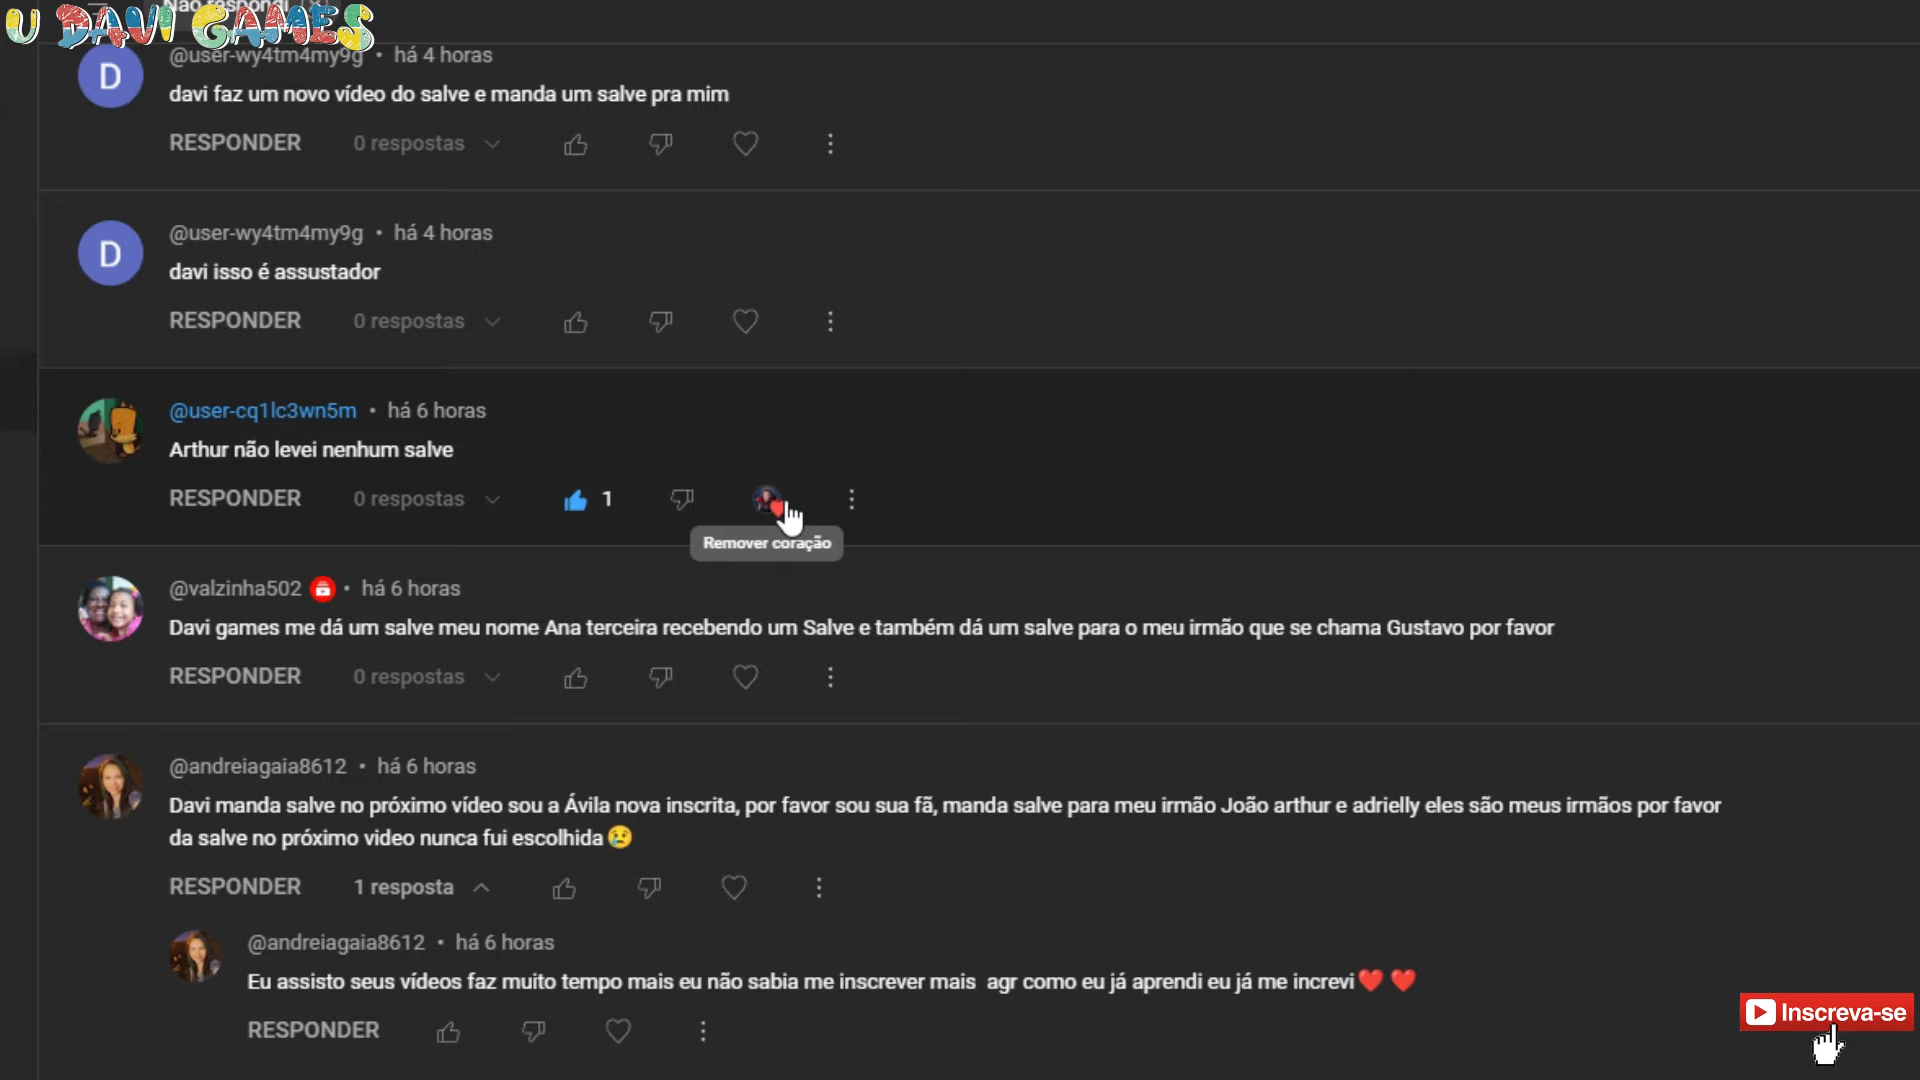 Não respondi
U DAVI GAMES
@user-wy4tm4my9g • há 4 horas
D
davi faz um novo vídeo do salve e manda um salve pra mim
RESPONDER 0 respostas
@user-wy4tm4my9g • há 4 horas
D
davi isso é assustador
RESPONDER 0 respostas
@user-cq1lc3wn5m • há 6 horas
Arthur não levei nenhum salve
RESPONDER 0 respostas 1
Remover coração
@valzinha502 • há 6 horas
Davi games me dá um salve meu nome Ana terceira recebendo um Salve e também dá um salve para o meu irmão que se chama Gustavo por favor
RESPONDER 0 respostas
@andreiagaia8612 • há 6 horas
Davi manda salve no próximo vídeo sou a Ávila nova inscrita, por favor sou sua fã, manda salve para meu irmão João arthur e adrielly eles são meus irmãos por favor
da salve no próximo video nunca fui escolhida 😢
RESPONDER 1 resposta
@andreiagaia8612 • há 6 horas
Eu assisto seus vídeos faz muito tempo mais eu não sabia me inscrever mais agr como eu já aprendi eu já me increvi ❤️ ❤️
Inscreva-se
RESPONDER